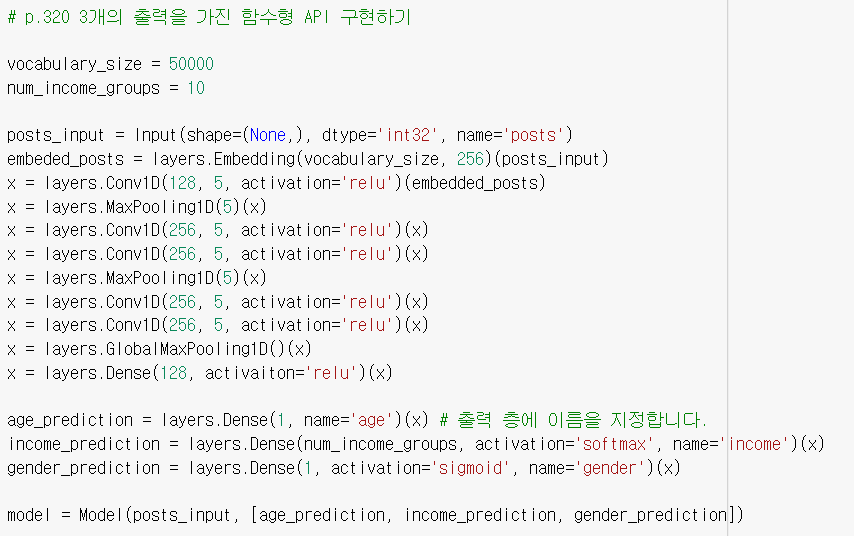 # p.320 3개의 출력을 가진 함수형 API 구현하기
vocabulary_size = 50000
num_income_groups = 10
posts_input = Input(shape=(None,), dtype='int32', name='posts')
embeded_posts = layers.Embedding(vocabulary_size, 256)(posts_input)
x = layers.Conv1D(128, 5, activation='relu')(embedded_posts)
x = layers.MaxPooling1D(5)(x)
x = layers.Conv1D(256, 5, activation='relu')(x)
x = layers.Conv1D(256, 5, activation='relu')(x)
x = layers.MaxPooling1D(5)(x)
x = layers.Conv1D(256, 5, activation='relu')(x)
x = layers.Conv1D(256, 5, activation='relu')(x)
x = layers.GlobalMaxPooling1D()(x)
x = layers.Dense(128, activaiton='relu')(x)
age_prediction = layers.Dense(1, name='age')(x) # 출력 층에 이름을 지정합니다.
income_prediction = layers.Dense(num_income_groups, activation='softmax', name='income')(x)
gender_prediction = layers.Dense(1, activation='sigmoid', name='gender')(x)
model = Model(posts_input, [age_prediction, income_prediction, gender_prediction])